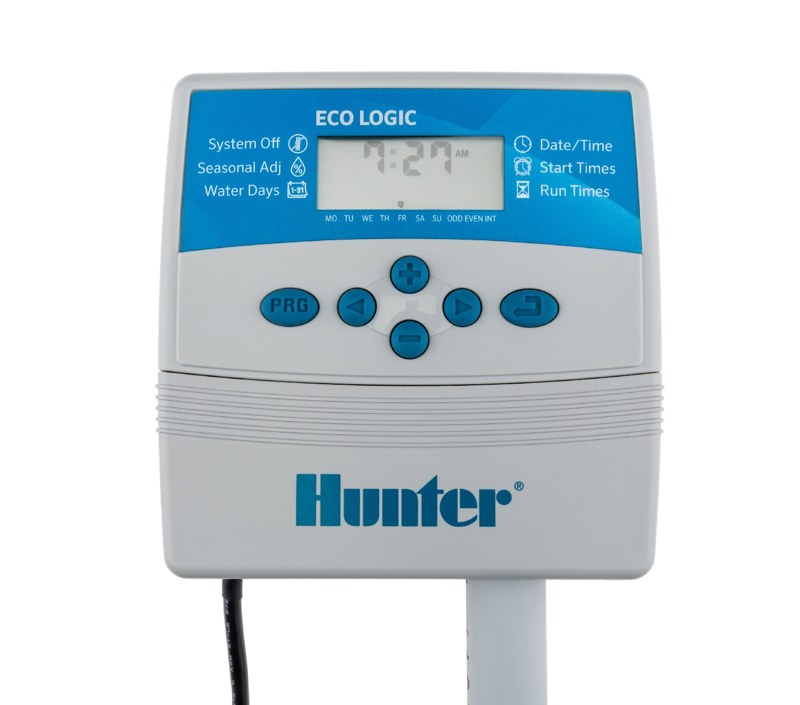 ECO LOGIC
System Off
Seasonal Adj %
Water Days 1-31
7:27 AM
MO TU WE TH FR SA SU ODD EVEN INT
Date/Time
Start Times
Run Times
PRG
Hunter®